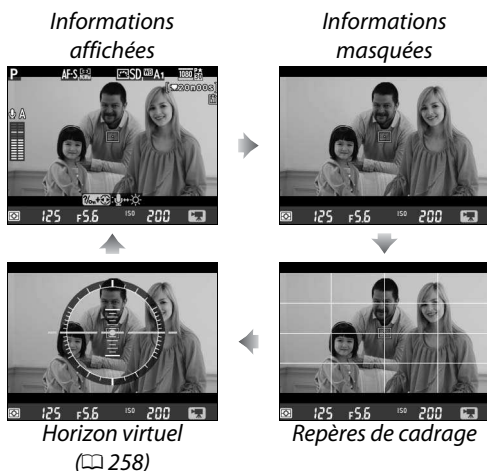 Informations
affichées
Informations
masquées
P AF-S SD A1 1080
20m00s
A
125 F5.6 ISO 200
125 F5.6 ISO 200
125 F5.6 ISO 200
125 F5.6 ISO 200
Horizon virtuel
(258)
Repères de cadrage